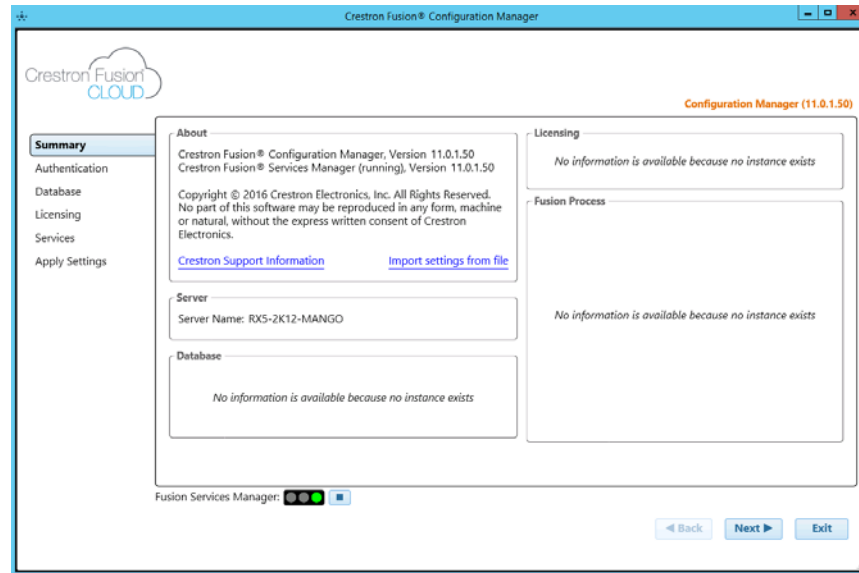 Crestron Fusion® Configuration Manager
Crestron Fusion®
CLOUD
Configuration Manager (11.0.1.50)
Summary
Authentication
Database
Licensing
Services
Apply Settings
About
Crestron Fusion® Configuration Manager, Version 11.0.1.50
Crestron Fusion® Services Manager (running), Version 11.0.1.50
Copyright © 2016 Crestron Electronics, Inc. All Rights Reserved.
No part of this software may be reproduced in any form, machine
or natural, without the express written consent of Crestron
Electronics.
Crestron Support Information
Import settings from file
Server
Server Name: RX5-2K12-MANGO
Database
No information is available because no instance exists
Licensing
No information is available because no instance exists
Fusion Process
No information is available because no instance exists
Fusion Services Manager:
Back
Next
Exit